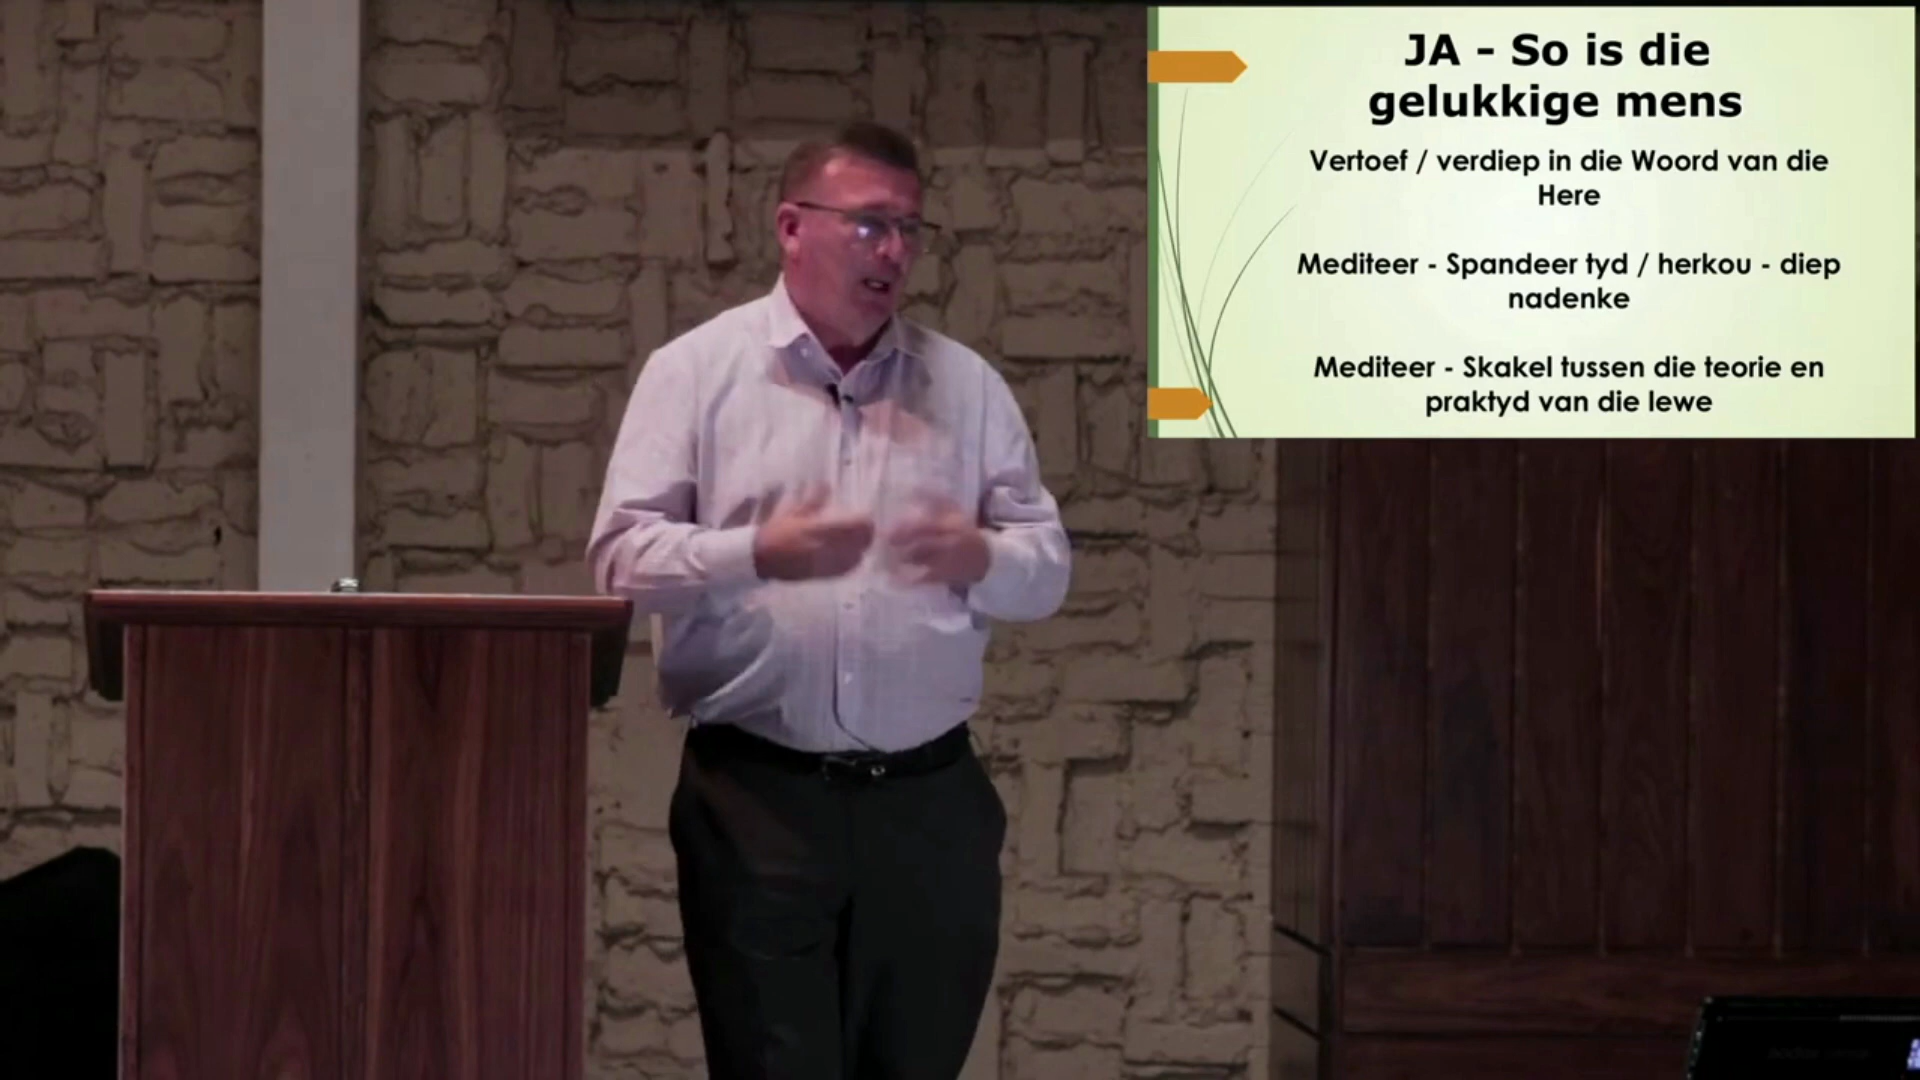 JA - So is die
gelukkige mens
Vertoef / verdiep in die Woord van die
Here
Mediteer - Spandeer tyd / herkou - diep
nadenke
Mediteer - Skakel tussen die teorie en
praktyd van die lewe